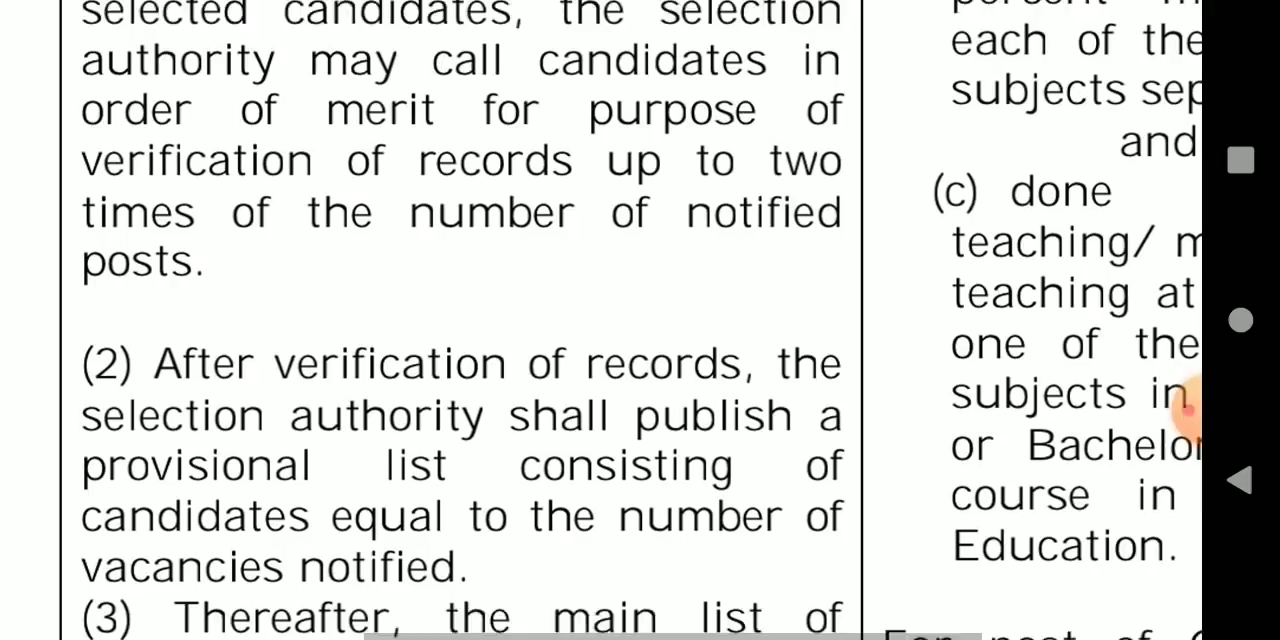 selected candidates, the selection
authority may call candidates in
order of merit for purpose of
verification of records up to two
times of the number of notified
posts.
(2) After verification of records, the
selection authority shall publish a
provisional list consisting of
candidates equal to the number of
vacancies notified.
(3) Thereafter, the main list of
each of the
subjects
and
(c) done
teaching/
teaching at
one of the
subjects in
or
course in
Education.